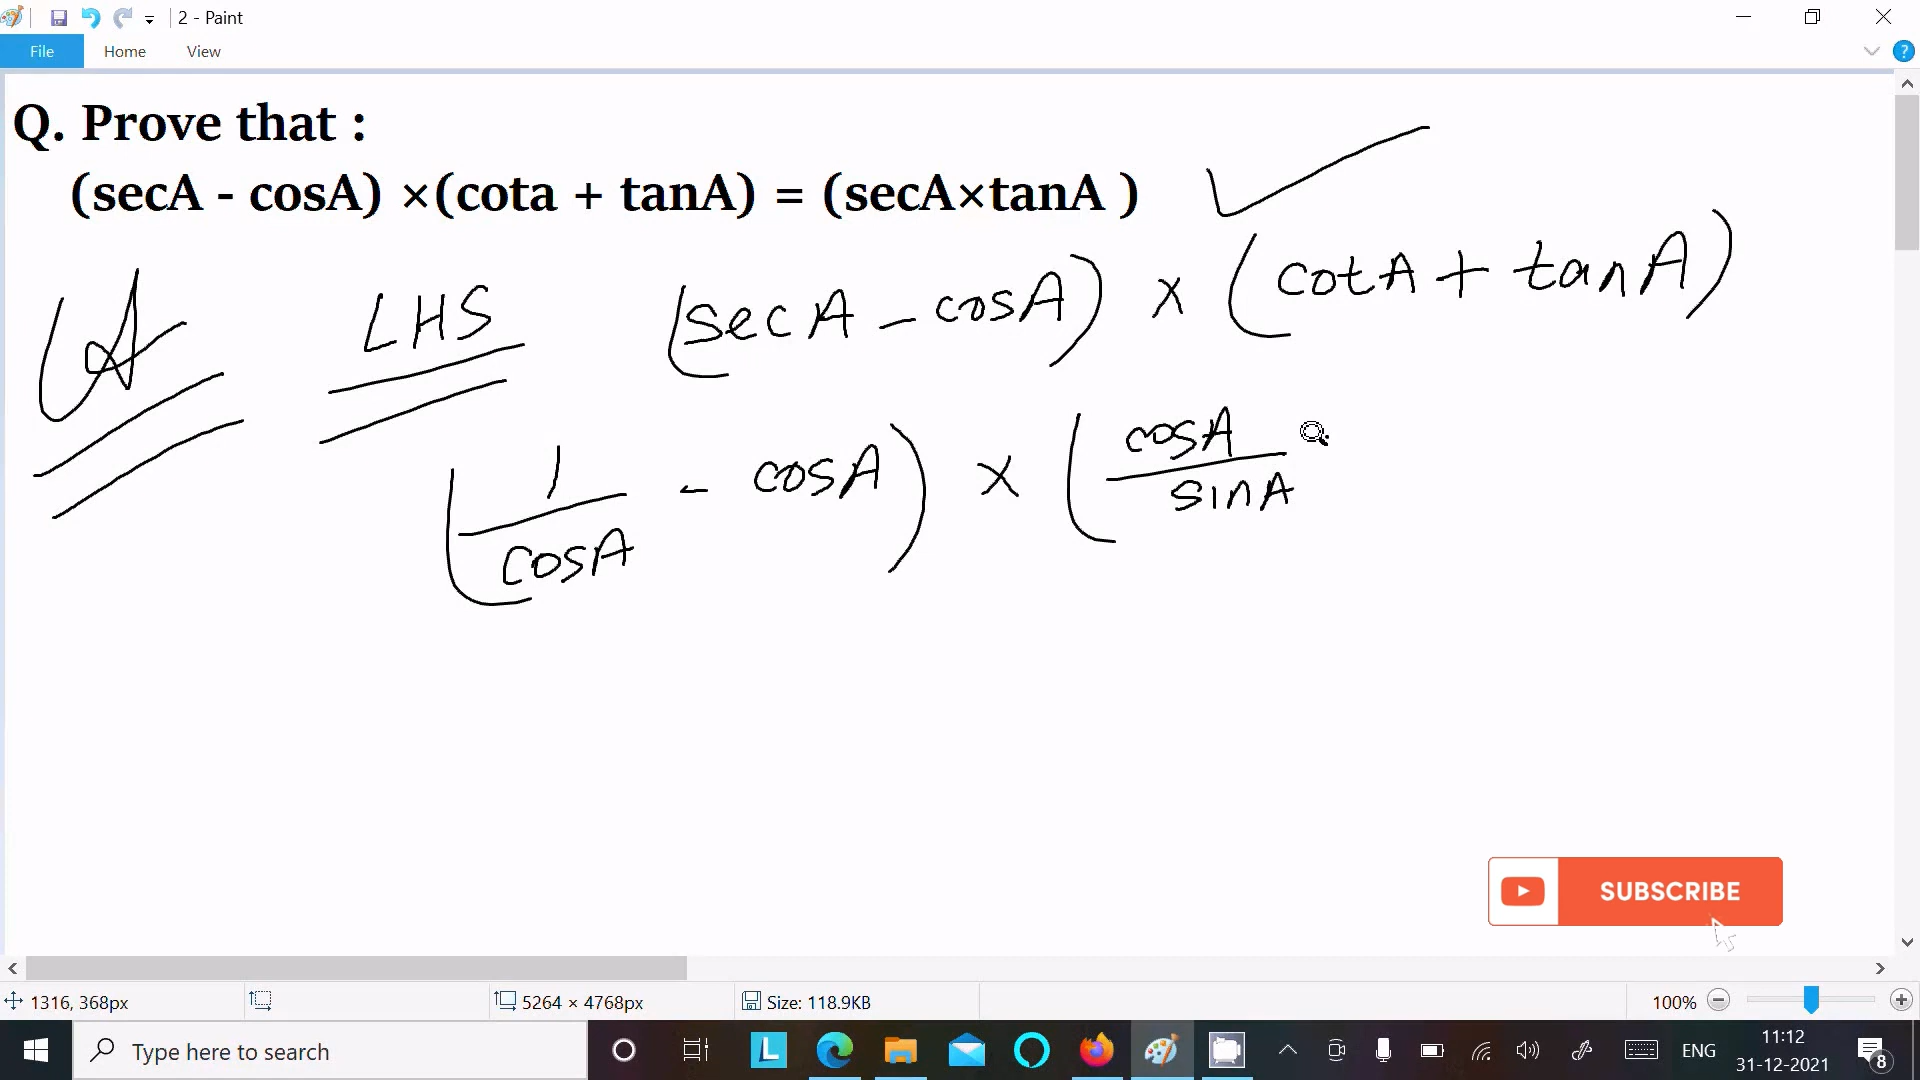 2 - Paint
File Home View
Q. Prove that :
(secA - cosA) ×(cota + tanA) = (secA×tanA )
LHS (secA - cosA) × (cotA + tanA)
(1/cosA - cosA) × (cosA/sinA
SUBSCRIBE
1316, 368px 5264 × 4768px Size: 118.9KB 100%
Type here to search
L
ENG
11:12
31-12-2021
8